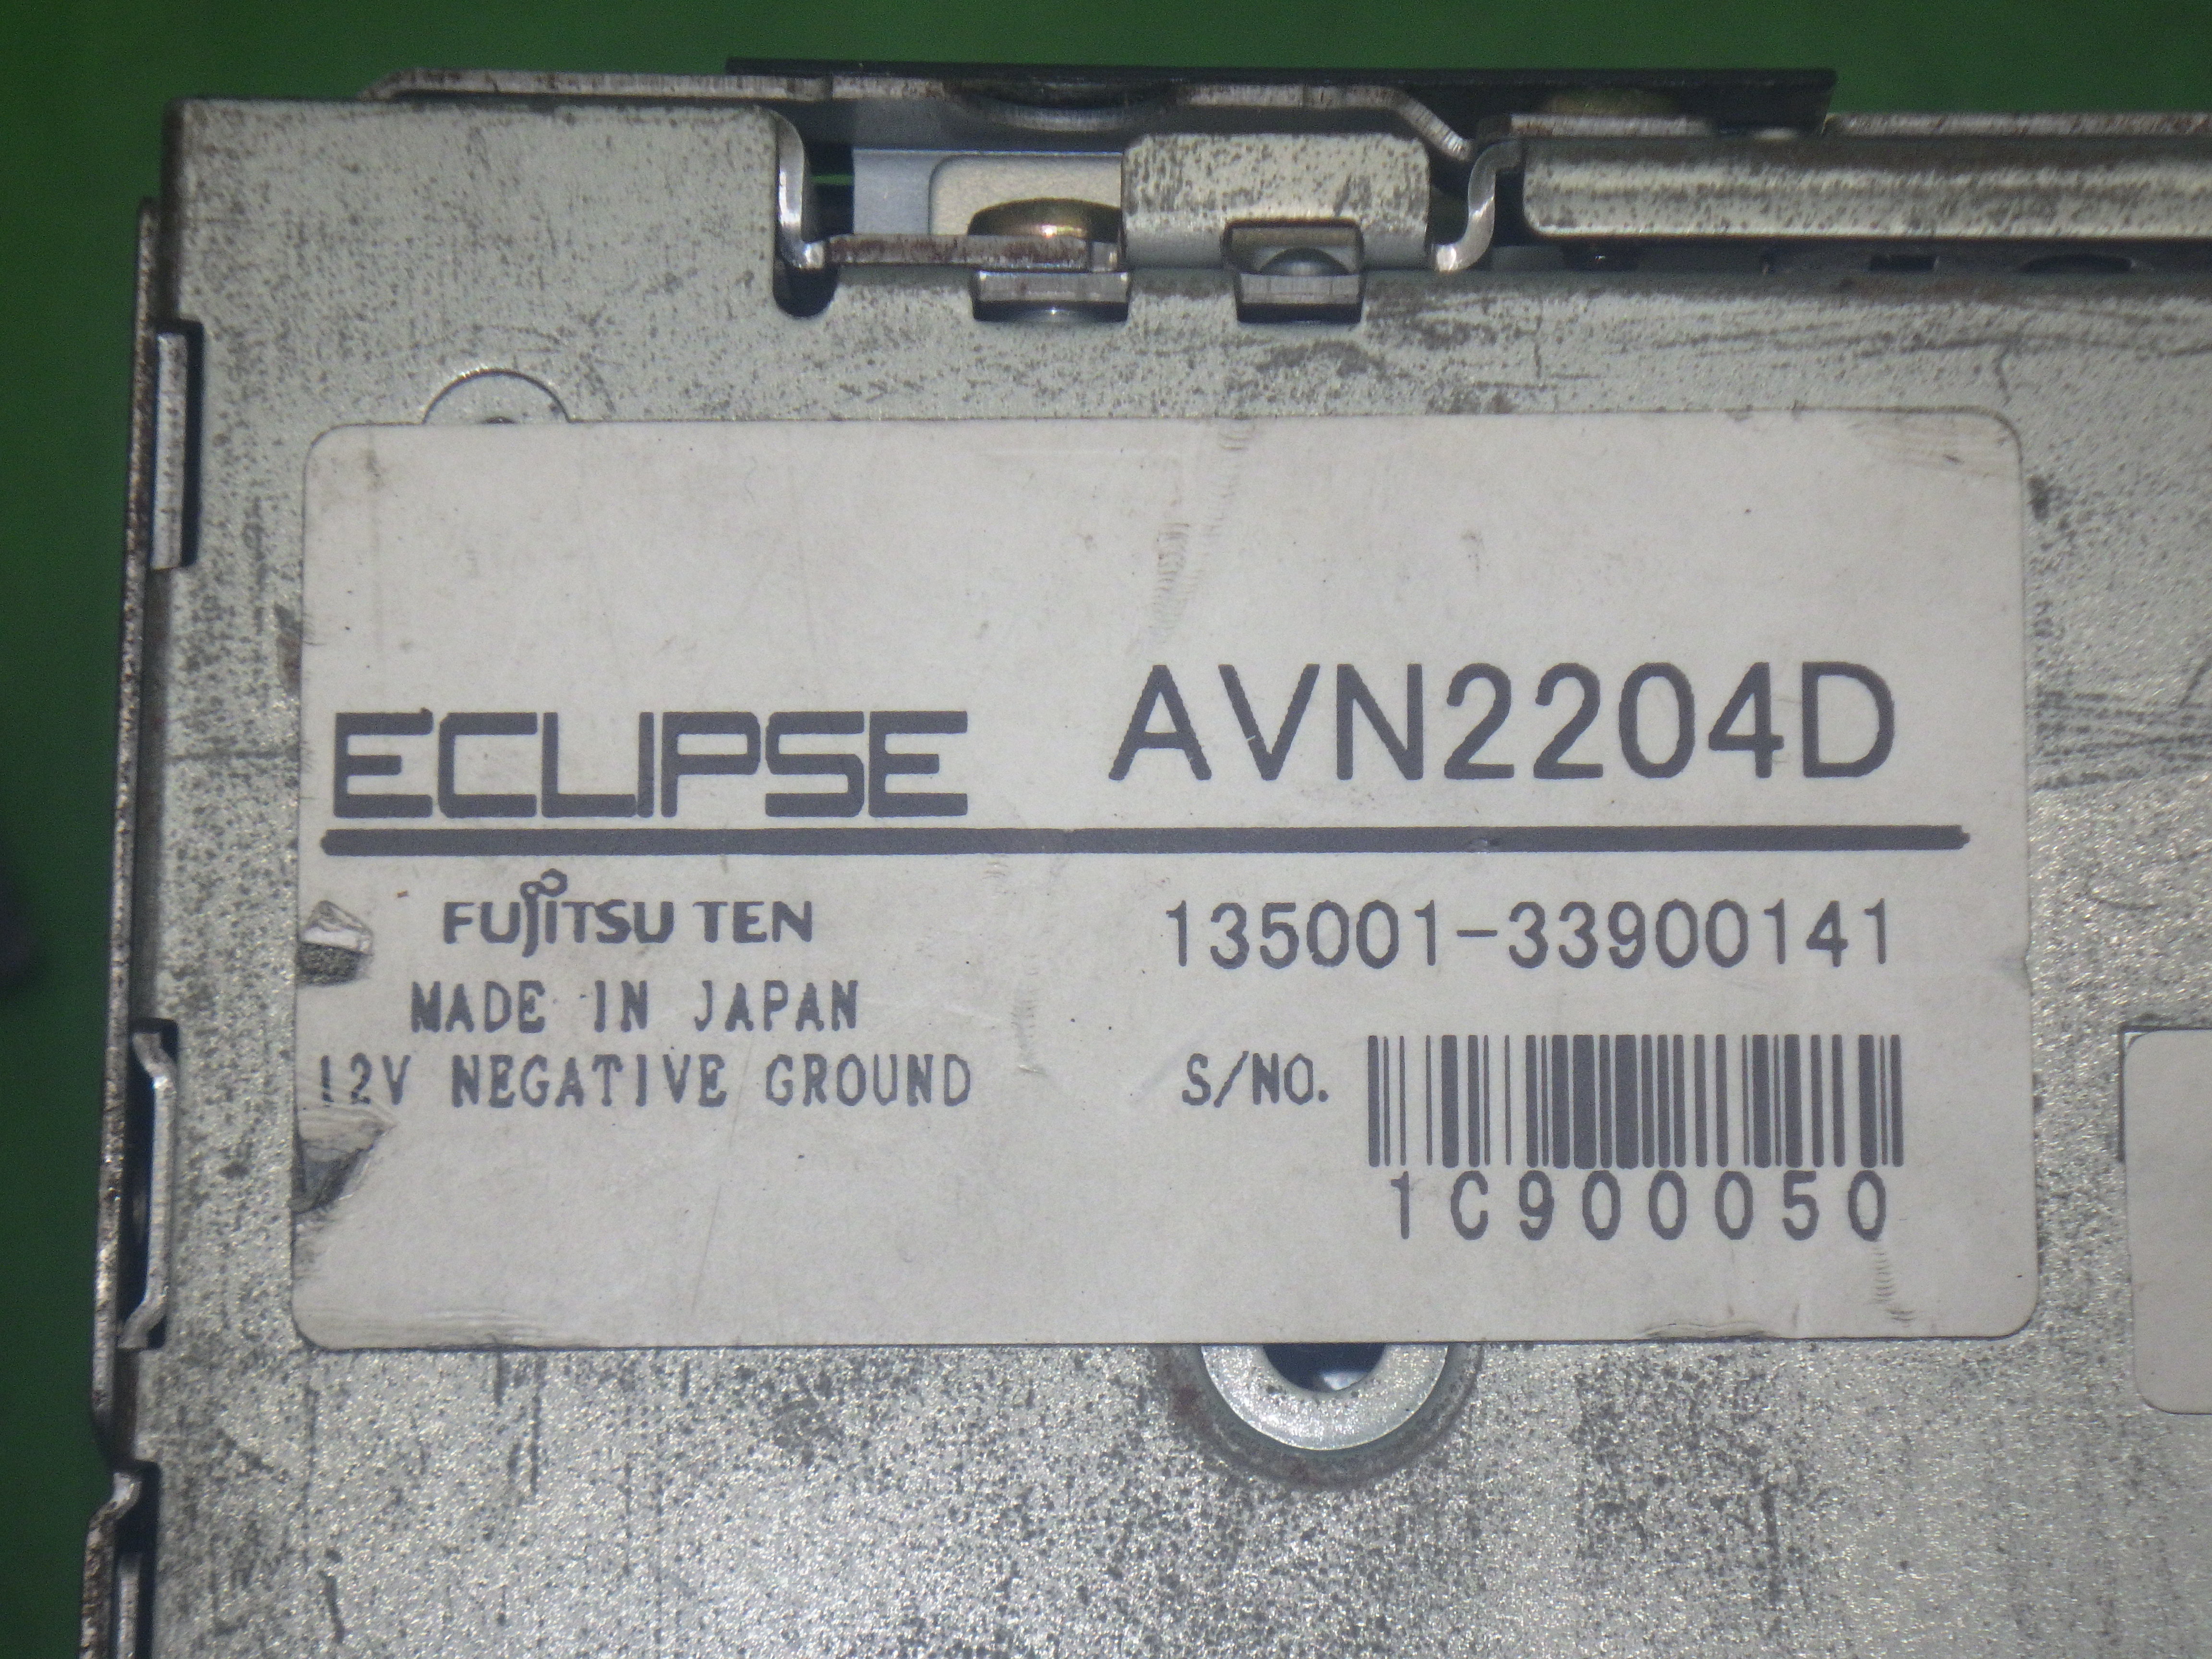 ECLIPSE AVN2204D
FUJITSU TEN 135001-33900141
MADE IN JAPAN
12V NEGATIVE GROUND S/NO.
1C900050